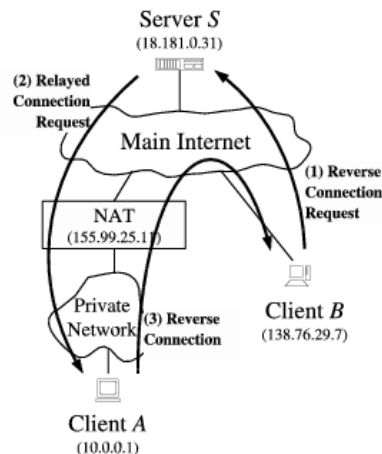 Server S
(18.181.0.31)
(2) Relayed
Connection
Request
Main Internet
(1) Reverse
Connection
Request
NAT
(155.99.25.11)
Client B
(138.76.29.7)
Private
Network
(3) Reverse
Connection
Client A
(10.0.0.1)